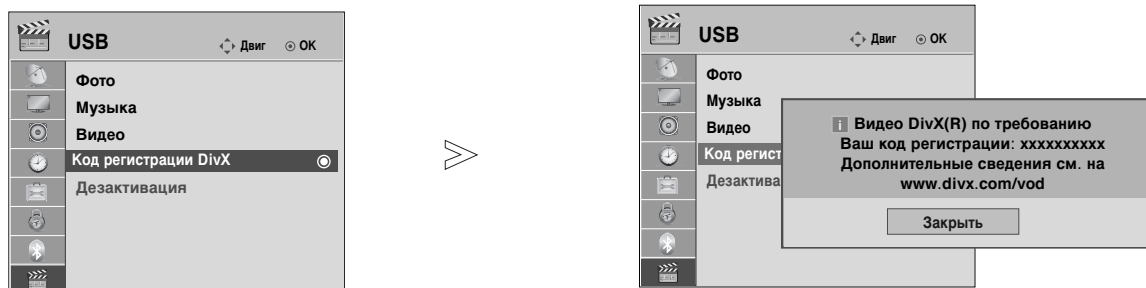 USB
Двиг
OK
Фото
Музыка
Видео
Код регистрации DivX
Дезактивация
USB
Двиг
OK
Фото
Музыка
Видео
Код регист
Дезактива
i Видео DivX(R) по требованию
Ваш код регистрации: xxxxxxxxxx
Дополнительные сведения см. на
www.divx.com/vod
Закрыть